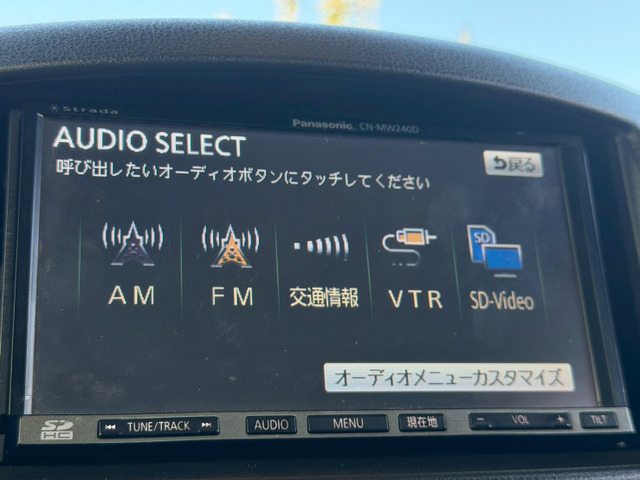 Strada
Panasonic CN-MW240D
AUDIO SELECT
呼び出したいオーディオボタンにタッチしてください
戻る
SD
AM FM 交通情報 VTR SD-Video
オーディオメニューカスタマイズ
SD HC TUNE/TRACK AUDIO MENU 現在地 - VOL + TILT